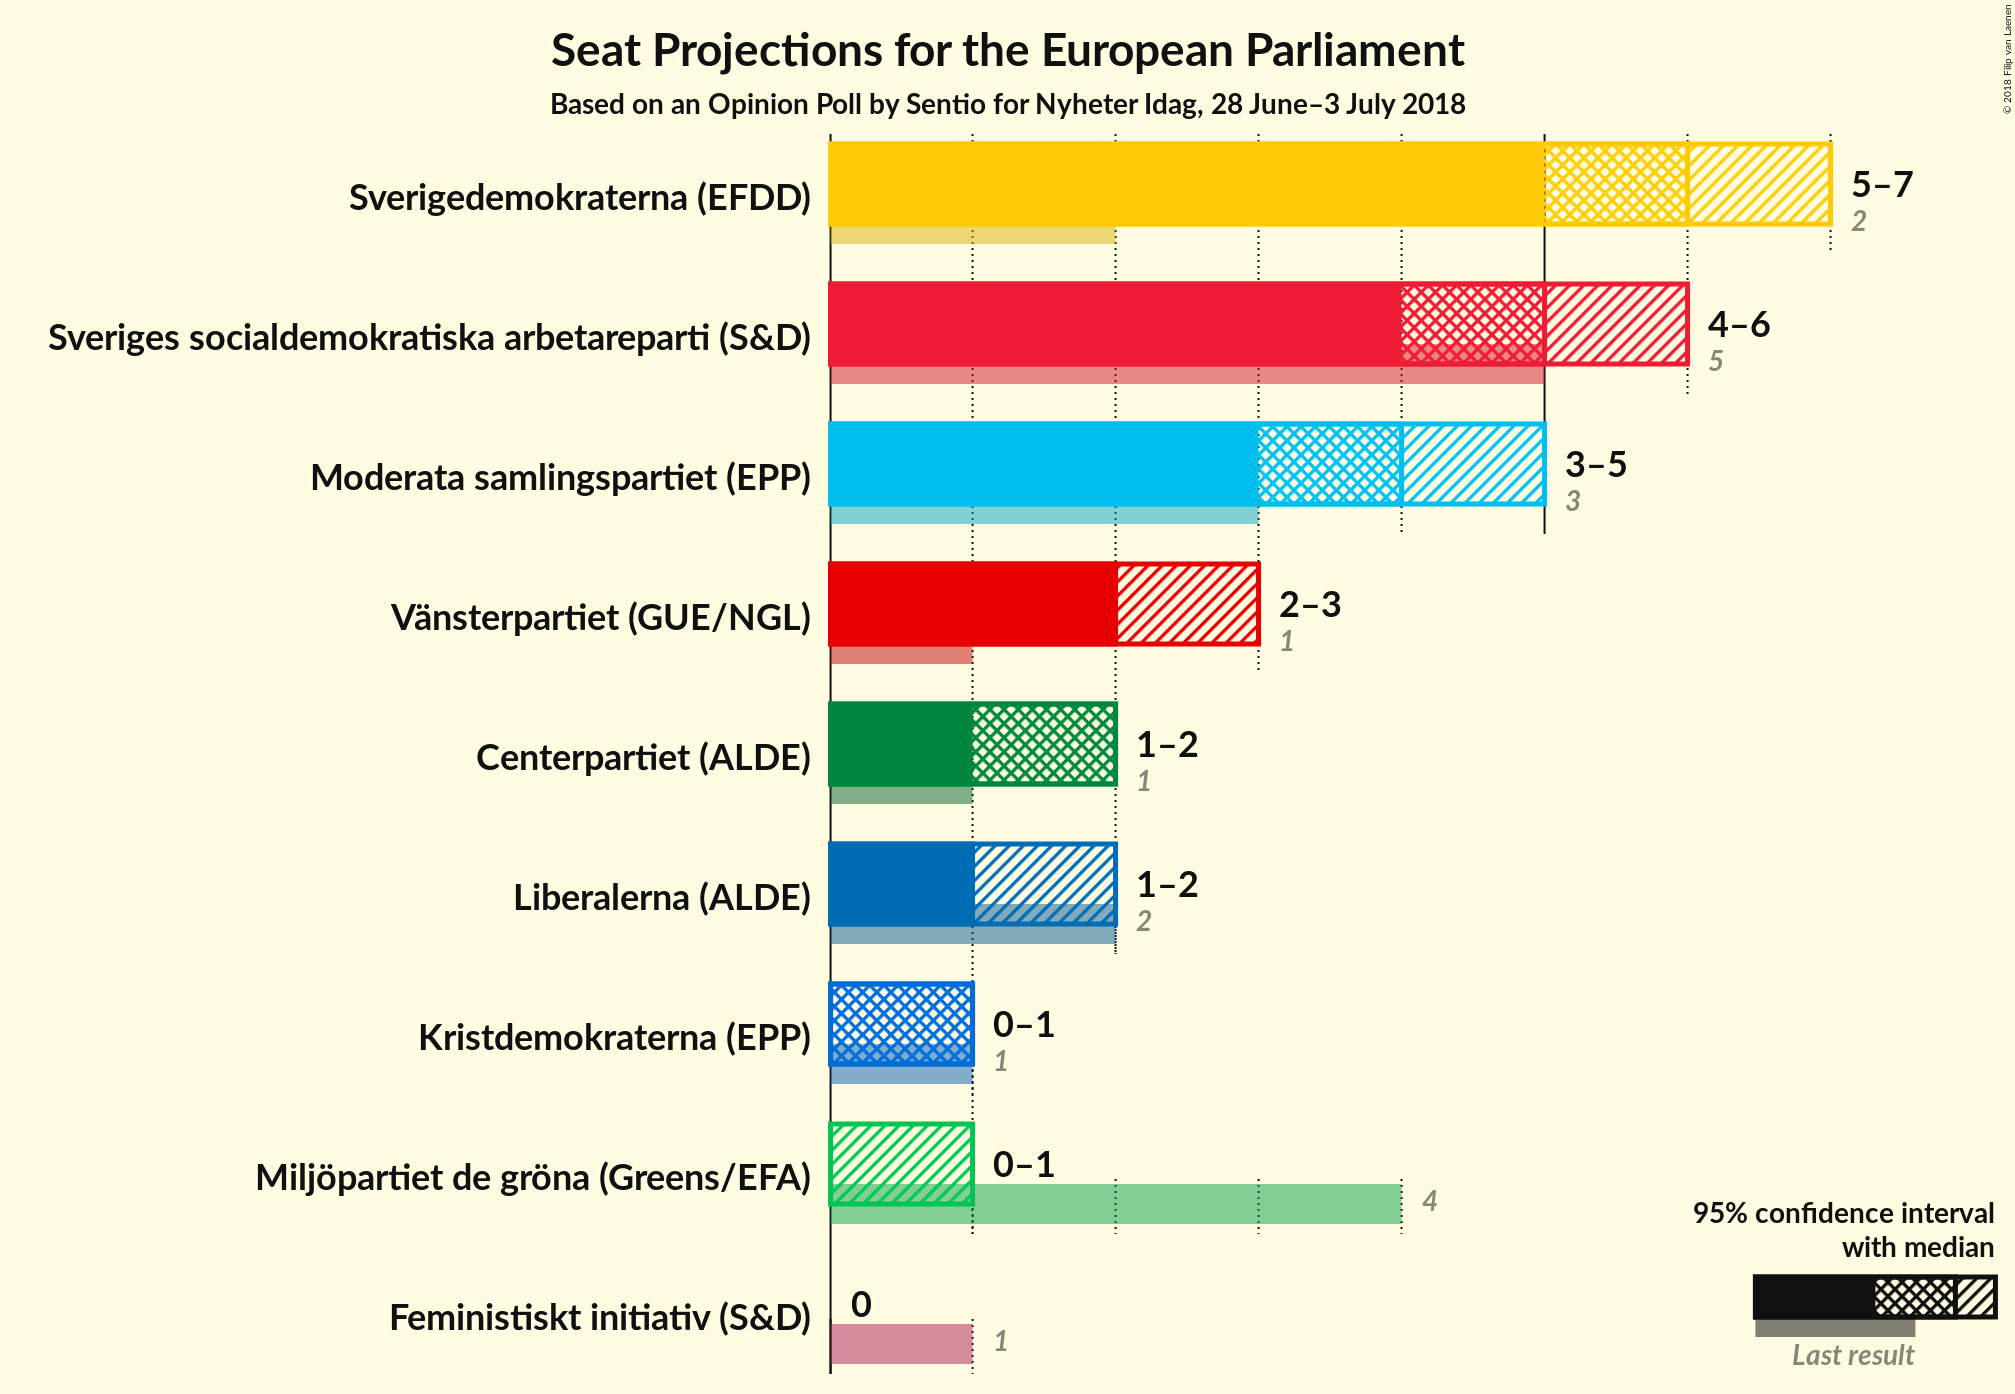 Seat Projections for the European Parliament
Based on an Opinion Poll by Sentio for Nyheter Idag, 28 June–3 July 2018
© 2018 Filip van Laenen
Sverigedemokraterna (EFDD)
5–7
2
Sveriges socialdemokratiska arbetareparti (S&D)
4–6
5
Moderata samlingspartiet (EPP)
3–5
3
Vänsterpartiet (GUE/NGL)
2–3
1
Centerpartiet (ALDE)
1–2
1
Liberalerna (ALDE)
1–2
2
Kristdemokraterna (EPP)
0–1
1
Miljöpartiet de gröna (Greens/EFA)
0–1
4
Feministiskt initiativ (S&D)
0
1
95% confidence interval
with median
Last result